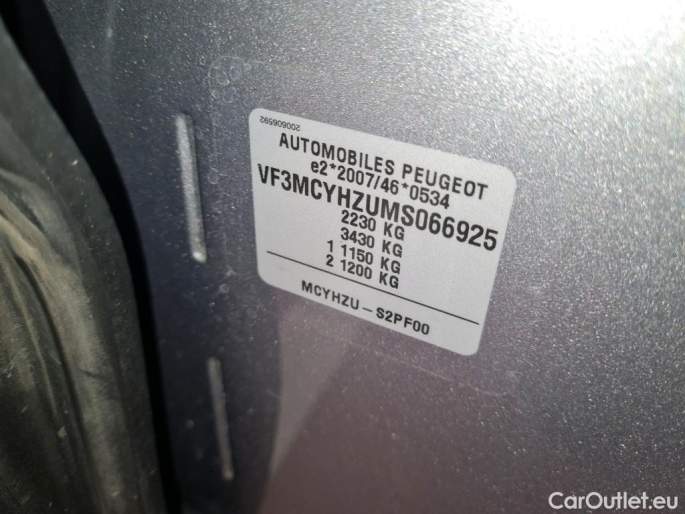 200606592
AUTOMOBILES PEUGEOT
e2*2007/46*0534
VF3MCYHZUMS066925
2230 KG
3430 KG
1 1150 KG
2 1200 KG
MCYHZU - S2PF00
CarOutlet.eu